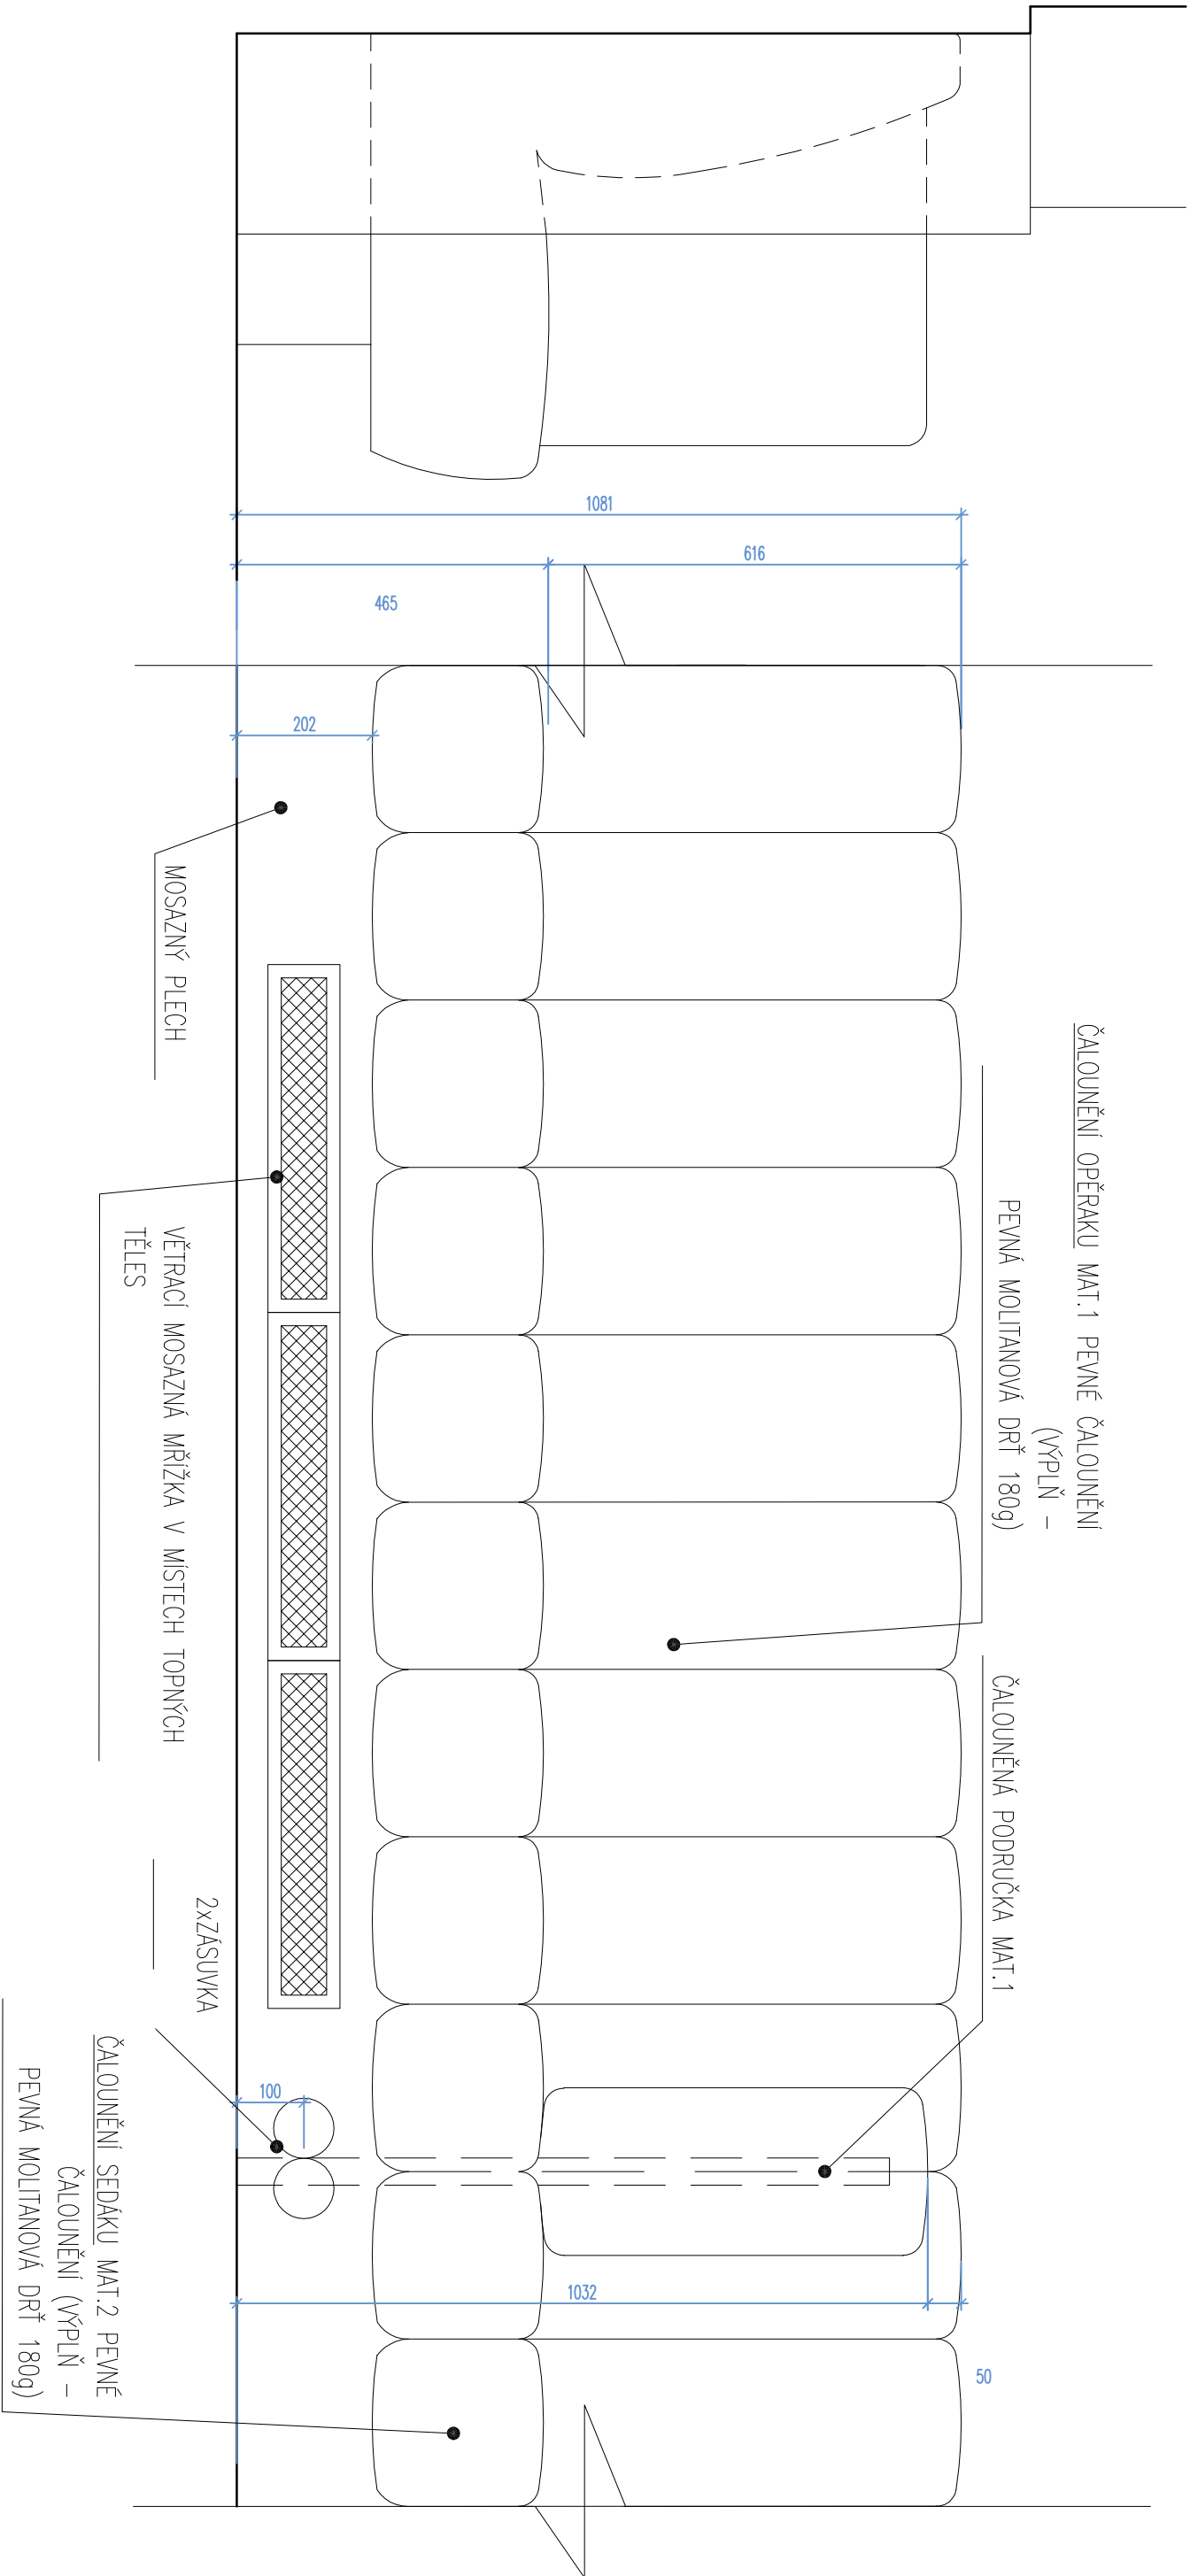 ČALOUNĚNÍ OPĚRAKU MAT.1 PEVNÉ ČALOUNĚNÍ
(VÝPLŇ -
PEVNÁ MOLITANOVÁ DRŤ 180g)
ČALOUNĚNÁ PODRUČKA MAT.1
1081
616
465
202
100
1032
50
MOSAZNÝ PLECH
VĚTRACÍ MOSAZNÁ MŘÍŽKA V MÍSTECH TOPNÝCH
TĚLES
2xZÁSUVKA
ČALOUNĚNÍ SEDÁKU MAT.2 PEVNÉ
ČALOUNĚNÍ (VÝPLŇ -
PEVNÁ MOLITANOVÁ DRŤ 180g)